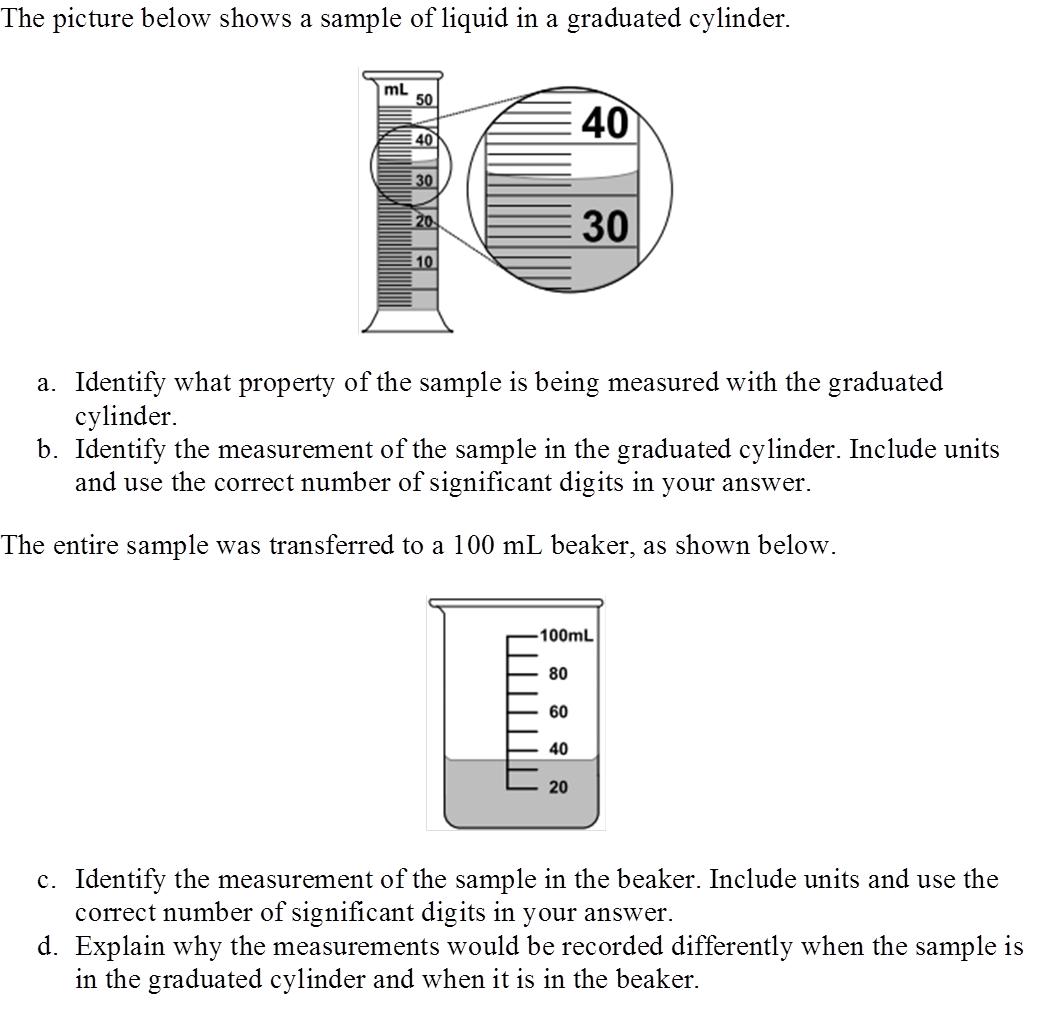 The picture below shows a sample of liquid in a graduated cylinder.
mL
50
40
30
20
10
40
30
a. Identify what property of the sample is being measured with the graduated
cylinder.
b. Identify the measurement of the sample in the graduated cylinder. Include units
and use the correct number of significant digits in your answer.
The entire sample was transferred to a 100 mL beaker, as shown below.
100mL
80
60
40
20
c. Identify the measurement of the sample in the beaker. Include units and use the
correct number of significant digits in your answer.
d. Explain why the measurements would be recorded differently when the sample is
in the graduated cylinder and when it is in the beaker.